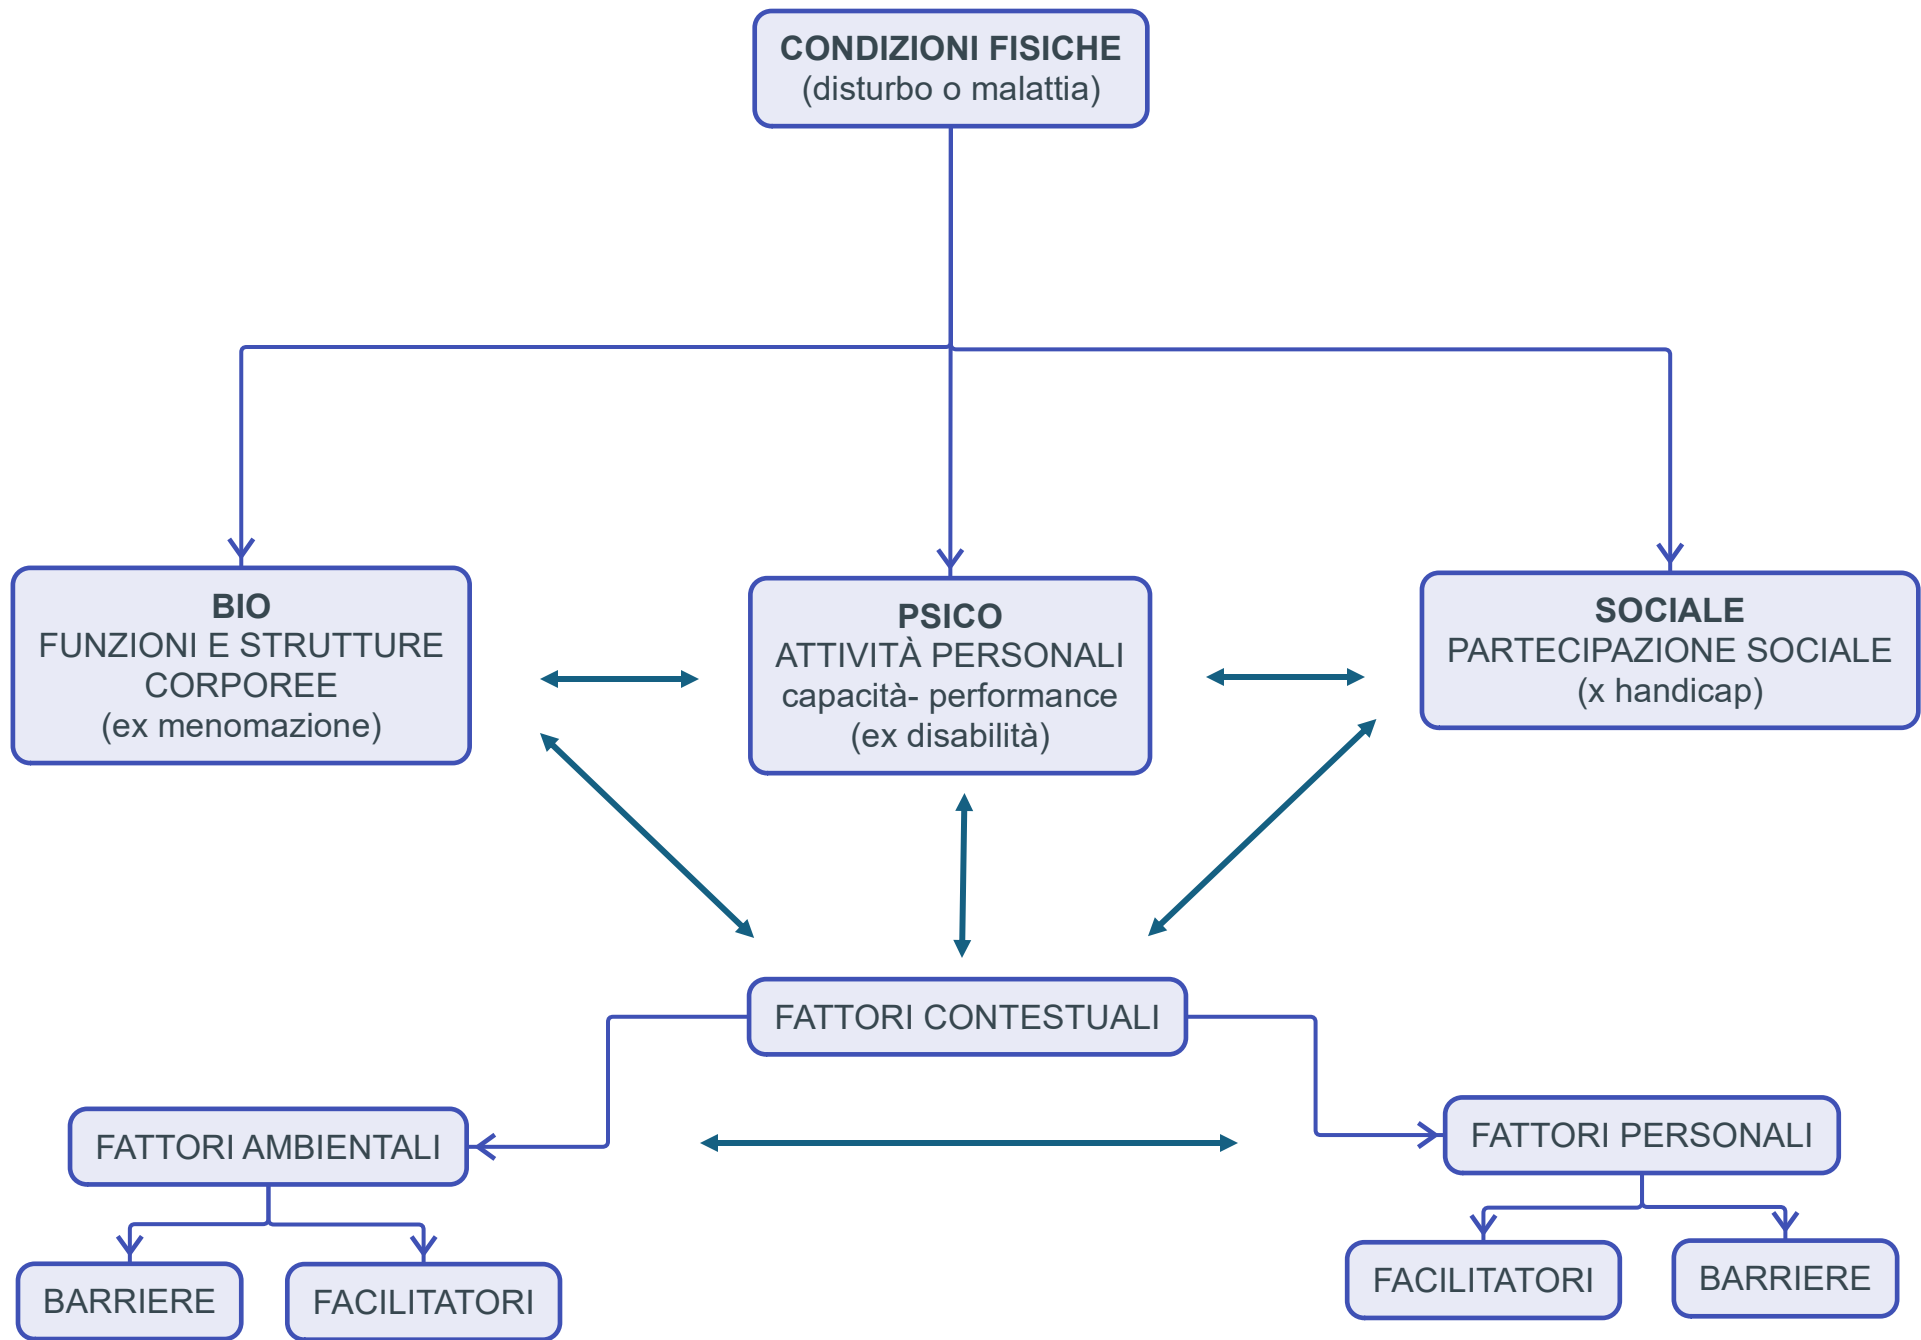 CONDIZIONI FISICHE
(disturbo o malattia)
BIO
FUNZIONI E STRUTTURE
CORPOREE
(ex menomazione)
PSICO
ATTIVITÀ PERSONALI
capacità- performance
(ex disabilità)
SOCIALE
PARTECIPAZIONE SOCIALE
(x handicap)
FATTORI CONTESTUALI
FATTORI AMBIENTALI
FATTORI PERSONALI
BARRIERE
FACILITATORI
FACILITATORI
BARRIERE